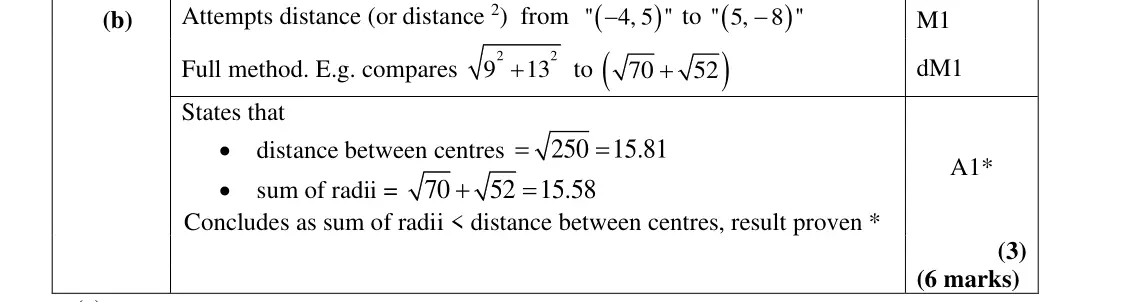 (b) Attempts distance (or distance ²) from "(−4, 5)" to "(5, −8)" M1
Full method. E.g. compares √(9² + 13²) to (√70 + √52) dM1
States that
• distance between centres = √250 = 15.81
• sum of radii = √70 + √52 = 15.58
A1*
Concludes as sum of radii < distance between centres, result proven *
(3)
(6 marks)